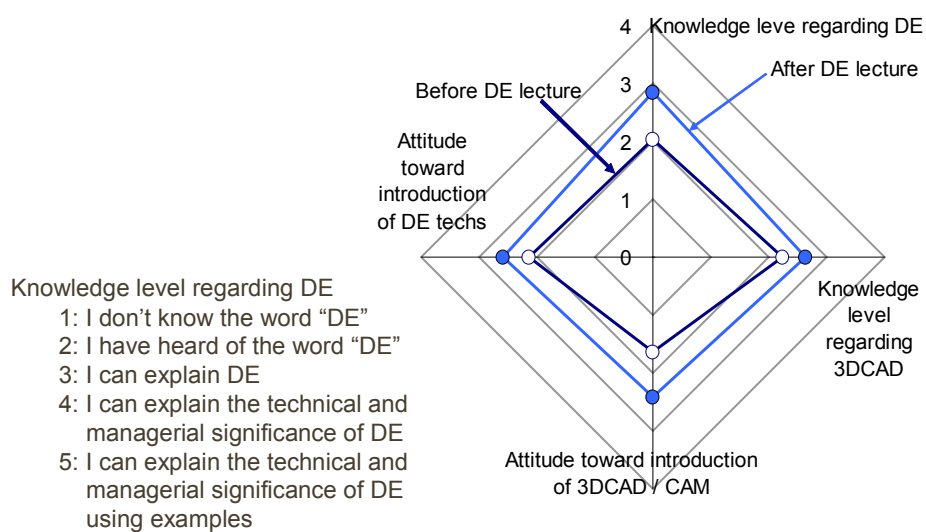 4
Knowledge leve regarding DE
After DE lecture
3
Before DE lecture
Attitude
toward
introduction
of DE techs
2
1
0
Knowledge
level
regarding
3DCAD
Attitude toward introduction
of 3DCAD / CAM
Knowledge level regarding DE
1: I don’t know the word “DE”
2: I have heard of the word “DE”
3: I can explain DE
4: I can explain the technical and
managerial significance of DE
5: I can explain the technical and
managerial significance of DE
using examples